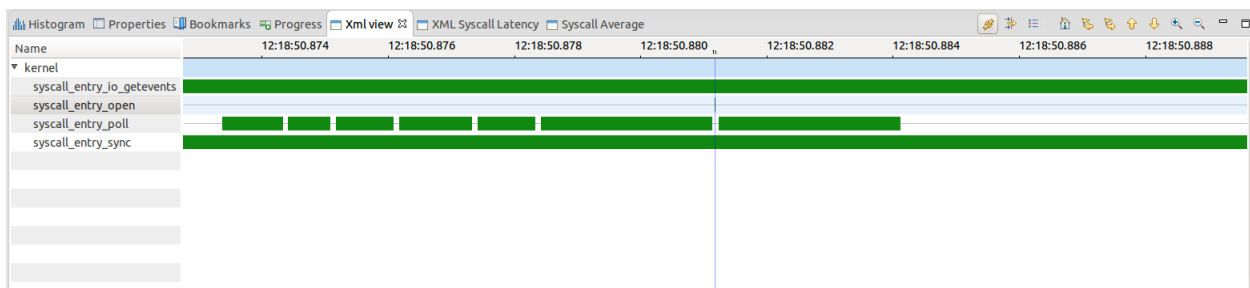 Histogram Properties Bookmarks Progress Xml view XML Syscall Latency Syscall Average
Name 12:18:50.874 12:18:50.876 12:18:50.878 12:18:50.880 12:18:50.882 12:18:50.884 12:18:50.886 12:18:50.888
kernel
syscall_entry_io_getevents
syscall_entry_open
syscall_entry_poll
syscall_entry_sync